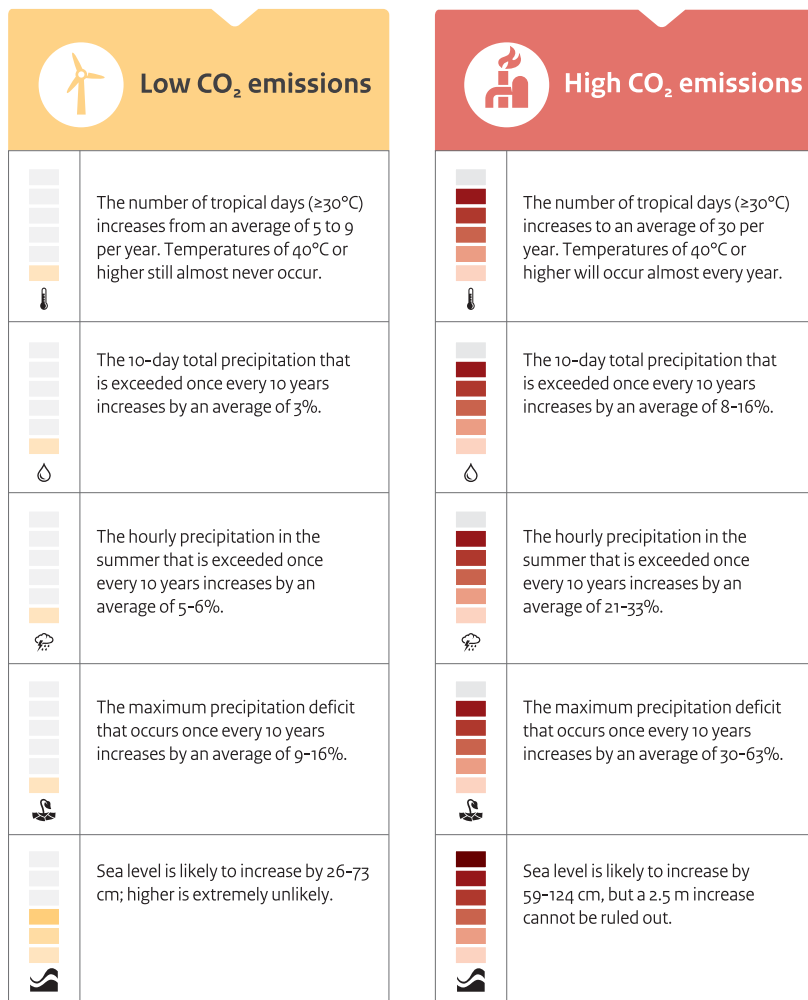 Low CO₂ emissions
The number of tropical days (≥30°C)
increases from an average of 5 to 9
per year. Temperatures of 40°C or
higher still almost never occur.
The 10-day total precipitation that
is exceeded once every 10 years
increases by an average of 3%.
The hourly precipitation in the
summer that is exceeded once
every 10 years increases by an
average of 5-6%.
The maximum precipitation deficit
that occurs once every 10 years
increases by an average of 9-16%.
Sea level is likely to increase by 26-73
cm; higher is extremely unlikely.
High CO₂ emissions
The number of tropical days (≥30°C)
increases to an average of 30 per
year. Temperatures of 40°C or
higher will occur almost every year.
The 10-day total precipitation that
is exceeded once every 10 years
increases by an average of 8-16%.
The hourly precipitation in the
summer that is exceeded once
every 10 years increases by an
average of 21-33%.
The maximum precipitation deficit
that occurs once every 10 years
increases by an average of 30-63%.
Sea level is likely to increase by
59-124 cm, but a 2.5 m increase
cannot be ruled out.